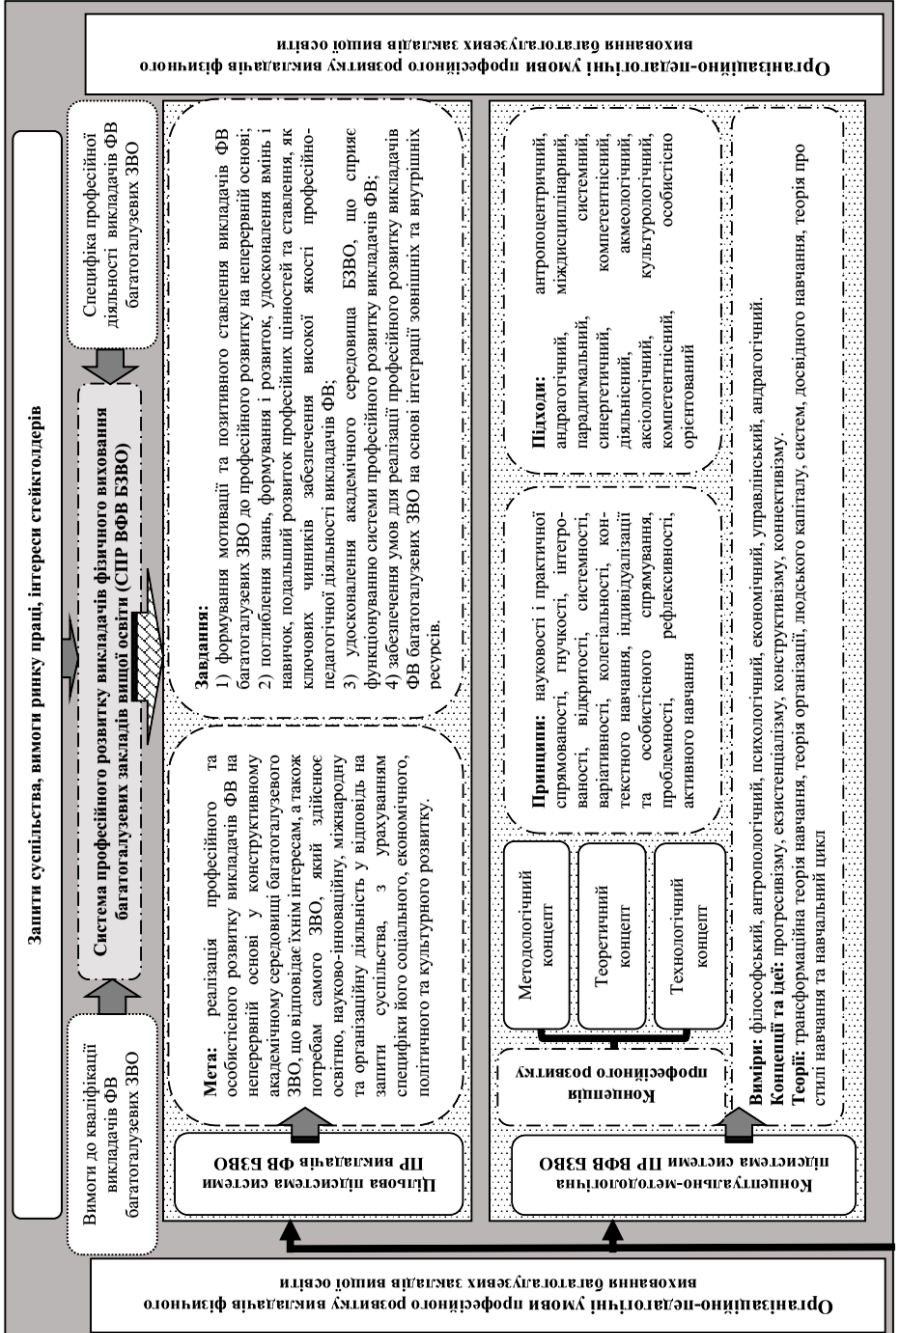 Запити суспільства, вимоги ринку праці, інтереси стейкголдерів
Вимоги до кваліфікації
викладачів ФВ
багатогалузевих ЗВО
Система професійного розвитку викладачів фізичного виховання
багатогалузевих закладів вищої освіти (СПР ВФВ БЗВО)
Специфіка професійної
діяльності викладачів ФВ
багатогалузевих ЗВО
Організаційно-педагогічні умови професійного розвитку викладачів фізичного
виховання багатогалузевих закладів вищої освіти
Цільова підсистема системи
ПР викладачів ФВ БЗВО
Мета: реалізація професійного та
особистісного розвитку викладачів ФВ на
неперервній основі у конструктивному
академічному середовищі багатогалузевого
ЗВО, що відповідає їхнім інтересам, а також
потребам самого ЗВО, який здійснює
освітню, науково-інноваційну, міжнародну
та організаційну діяльність у відповідь на
запити суспільства, з урахуванням
специфіки його соціального, економічного,
політичного та культурного розвитку.
Завдання:
1) формування мотивації та позитивного ставлення викладачів ФВ
багатогалузевих ЗВО до професійного розвитку на неперервній основі;
2) поглиблення знань, формування і розвиток, удосконалення вмінь і
навичок, подальший розвиток професійних цінностей та ставлення, як
ключових чинників забезпечення високої якості професійно-
педагогічної діяльності викладачів ФВ;
3) удосконалення академічного середовища БЗВО, що сприяє
функціонуванню системи професійного розвитку викладачів ФВ;
4) забезпечення умов для реалізації професійного розвитку викладачів
ФВ багатогалузевих ЗВО на основі інтеграції зовнішніх та внутрішніх
ресурсів.
Концептуально-методологічна
підсистема системи ПР ВФВ БЗВО
Концепція
професійного розвитку
Методологічний
концепт
Теоретичний
концепт
Технологічний
концепт
Принципи: науковості і практичної
спрямованості, гнучкості, інтегро-
ваності, відкритості, системності,
варіативності, колегіальності, кон-
текстного навчання, індивідуалізації
та особистісного спрямування,
проблемності, рефлексивності,
активного навчання
Підходи: антропоцентричний,
андрагогічний, міждисциплінарний,
парадигмальний, системний,
синергетичний, компетентнісний,
діяльнісний, акмеологічний,
аксіологічний, культурологічний,
компетентнісний, особистісно
орієнтований
Виміри: філософський, антропологічний, психологічний, економічний, управлінський, андрагогічний.
Концепції та ідеї: прогресивізму, екзистенціалізму, конструктивізму, коннективізму.
Теорії: трансформаційна теорія навчання, теорія організації, людського капіталу, систем, досвідного навчання, теорія про
стилі навчання та навчальний цикл
Організаційно-педагогічні умови професійного розвитку викладачів фізичного
виховання багатогалузевих закладів вищої освіти